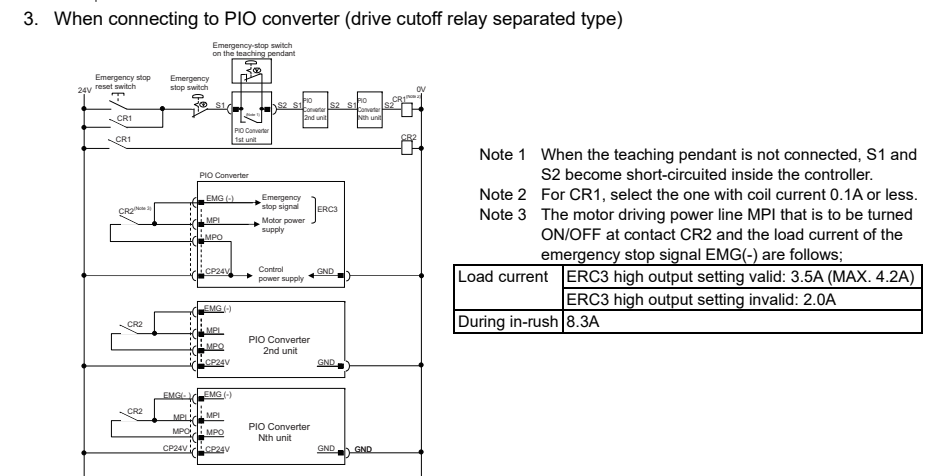 3. When connecting to PIO converter (drive cutoff relay separated type)
Emergency-stop switch
on the teaching pendant
Emergency stop
reset switch
Emergency
stop switch
24V
0V
S1
S2 S1
PIO
Converter
2nd unit
S2 S1
PIO
Converter
Nth unit
S2
CR1(Note 2)
(Note 1)
CR1
PIO Converter
1st unit
CR1
CR2
PIO Converter
EMG (-)
Emergency
stop signal
ERC3
CR2(Note 3)
MPI
Motor power
supply
MPO
CP24V
Control
power supply
GND
EMG (-)
CR2
MPI
MPO
PIO Converter
2nd unit
CP24V
GND
EMG(-)
EMG (-)
CR2
MPI
MPI
MPO
MPO
PIO Converter
Nth unit
CP24V
CP24V
GND
GND
Note 1 When the teaching pendant is not connected, S1 and
S2 become short-circuited inside the controller.
Note 2 For CR1, select the one with coil current 0.1A or less.
Note 3 The motor driving power line MPI that is to be turned
ON/OFF at contact CR2 and the load current of the
emergency stop signal EMG(-) are follows;
Load current ERC3 high output setting valid: 3.5A (MAX. 4.2A)
ERC3 high output setting invalid: 2.0A
During in-rush 8.3A